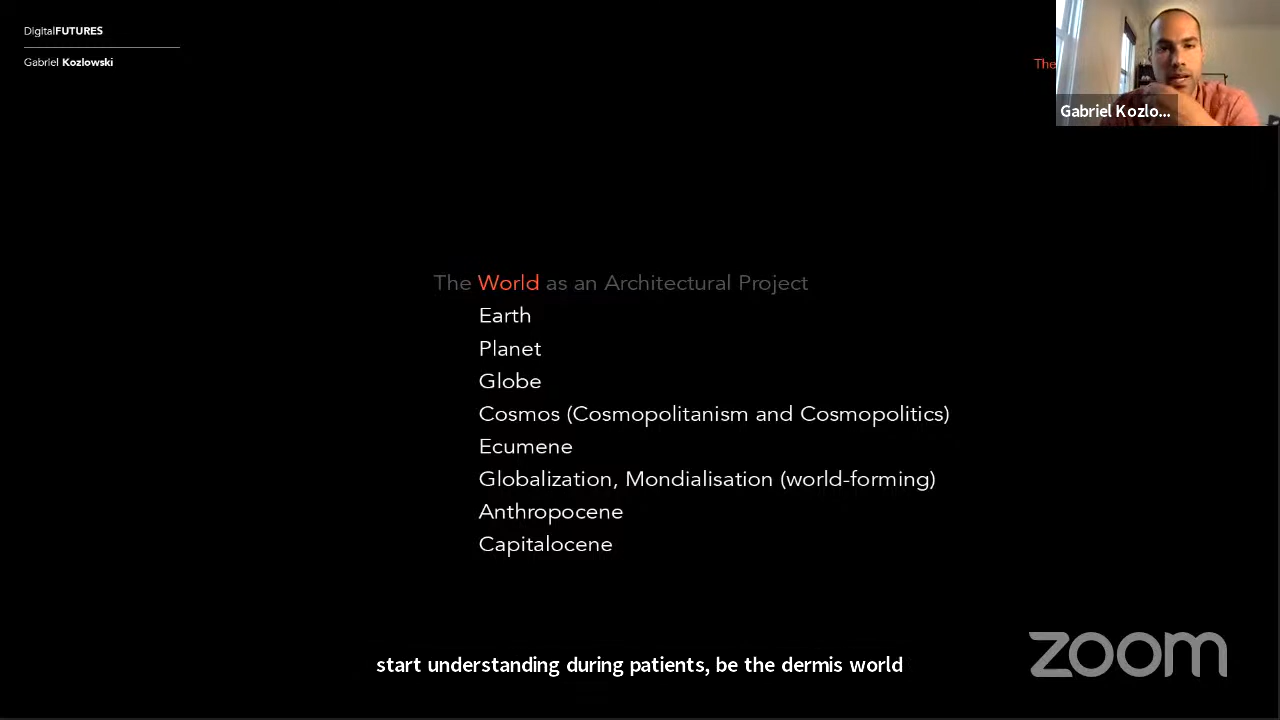 DigitalFUTURES
Gabriel Kozlowski
The
Gabriel Kozlo...
The World as an Architectural Project
Earth
Planet
Globe
Cosmos (Cosmopolitanism and Cosmopolitics)
Ecumene
Globalization, Mondialisation (world-forming)
Anthropocene
Capitalocene
start understanding during patients, be the dermis world
zoom